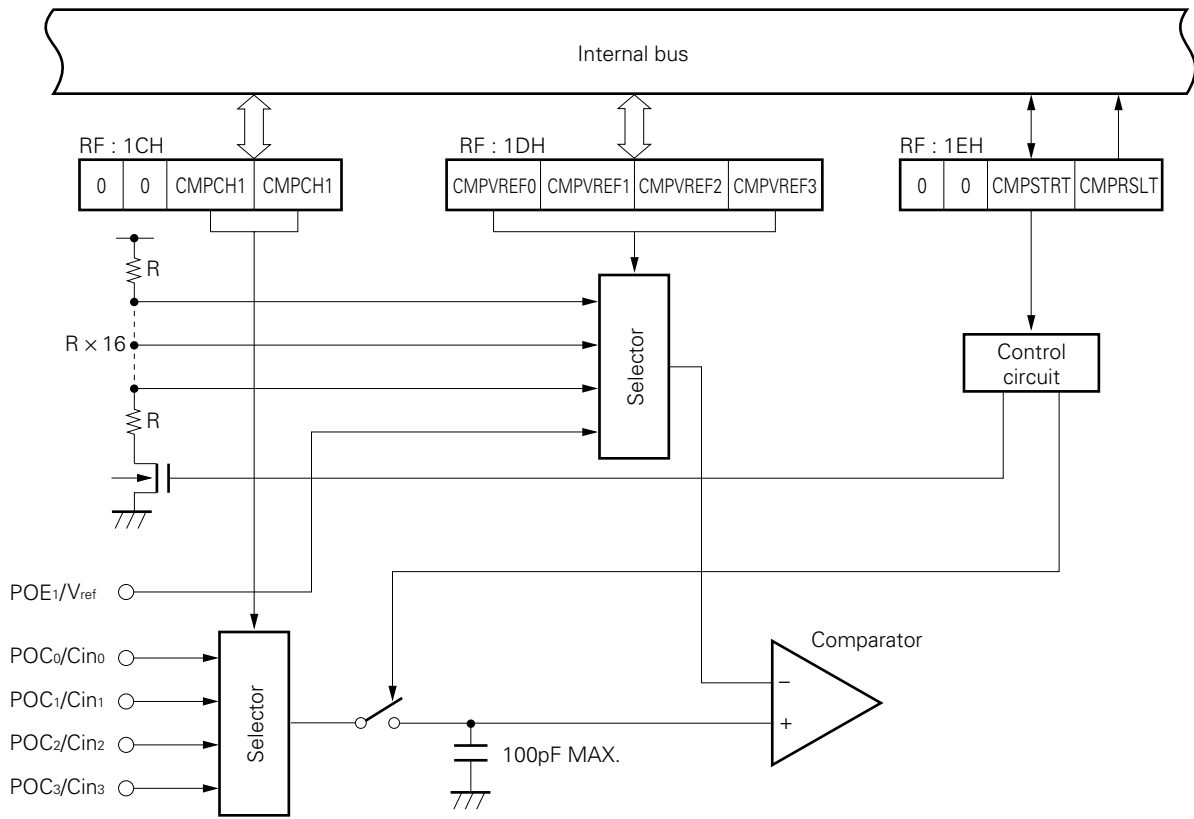 Internal bus
RF : 1CH
RF : 1DH
RF : 1EH
0 0 CMPCH1 CMPCH1
CMPVREF0 CMPVREF1 CMPVREF2 CMPVREF3
0 0 CMPSTRT CMPRSLT
R
R × 16
R
Selector
Control
circuit
POE1/Vref
POC0/Cin0
POC1/Cin1
POC2/Cin2
POC3/Cin3
Selector
100pF MAX.
Comparator
−
+